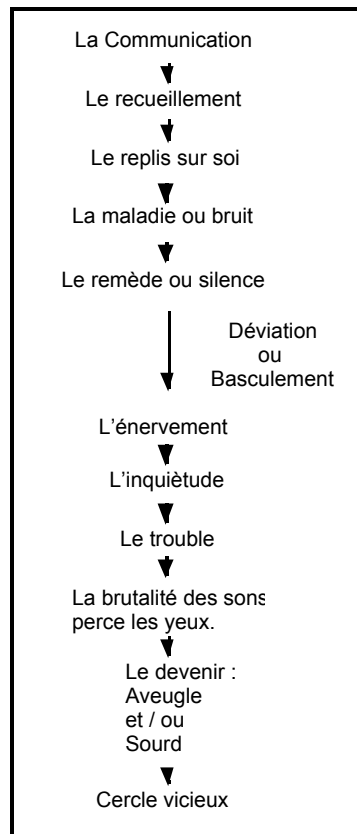 La Communication
Le recueillement
Le replis sur soi
La maladie ou bruit
Le remède ou silence
Déviation
ou
Basculement
L'énervement
L'inquiètude
Le trouble
La brutalité des sons
perce les yeux.
Le devenir :
Aveugle
et / ou
Sourd
Cercle vicieux